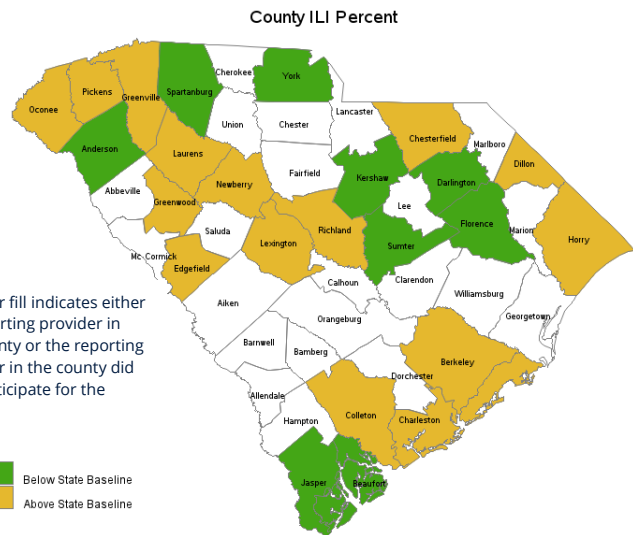 County ILI Percent
Cherokee
York
Spartanburg
Pickens
Greenville
Oconee
Union
Chester
Lancaster
Chesterfield
Marlboro
Anderson
Laurens
Fairfield
Kershaw
Darlington
Dillon
Abbeville
Newberry
Greenwood
Lee
Florence
Marion
Saluda
Richland
Lexington
Sumter
Horry
Mc Cormick
Edgefield
Calhoun
Clarendon
Williamsburg
Aiken
Orangeburg
Georgetown
Barnwell
Bamberg
Berkeley
Dorchester
Allendale
Colleton
Charleston
Hampton
Jasper
Beaufort
r fill indicates either
rting provider in
nty or the reporting
r in the county did
ticipate for the
Below State Baseline
Above State Baseline